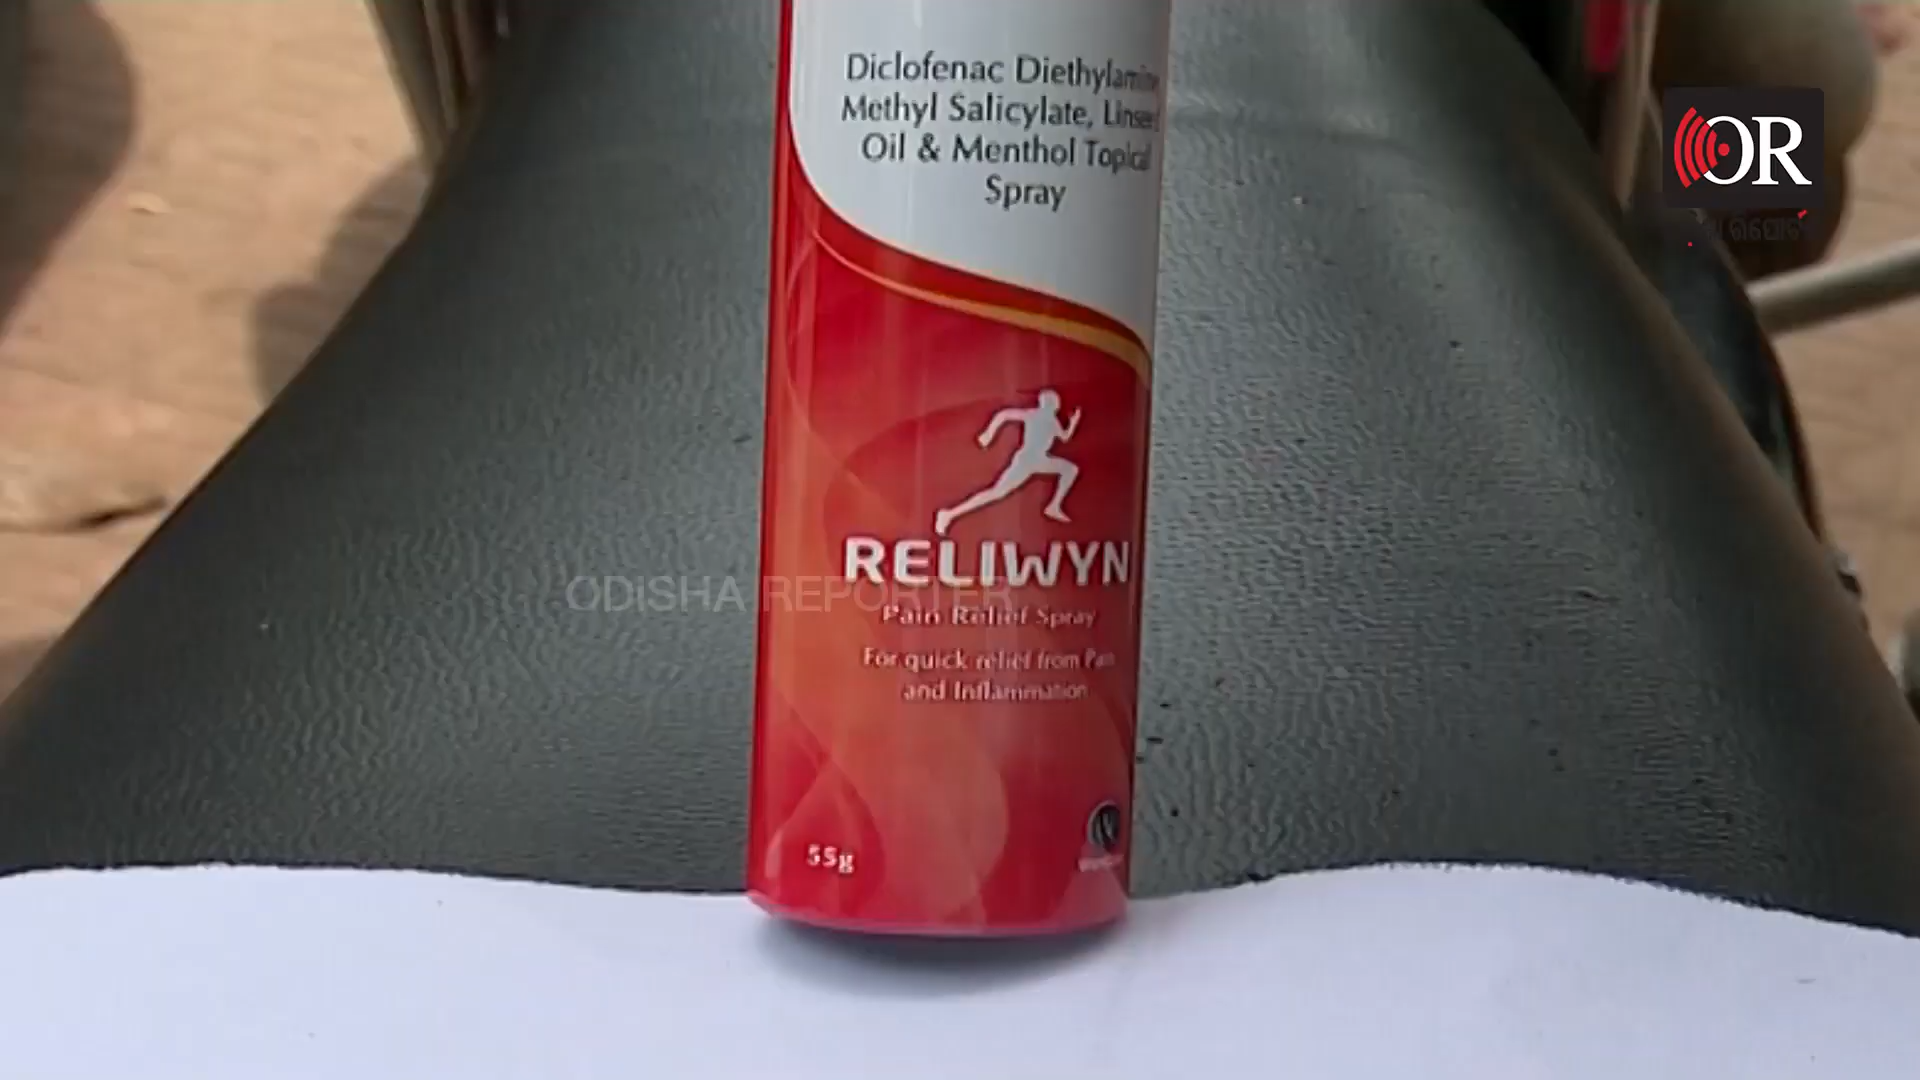 Diclofenac Diethylamine
Methyl Salicylate, Linseed
Oil & Menthol Topical
Spray
OR
RELIWYN
ODiSHA REPORTER
Pain Relief Spray
For quick relief from Pain
and Inflammation
55g